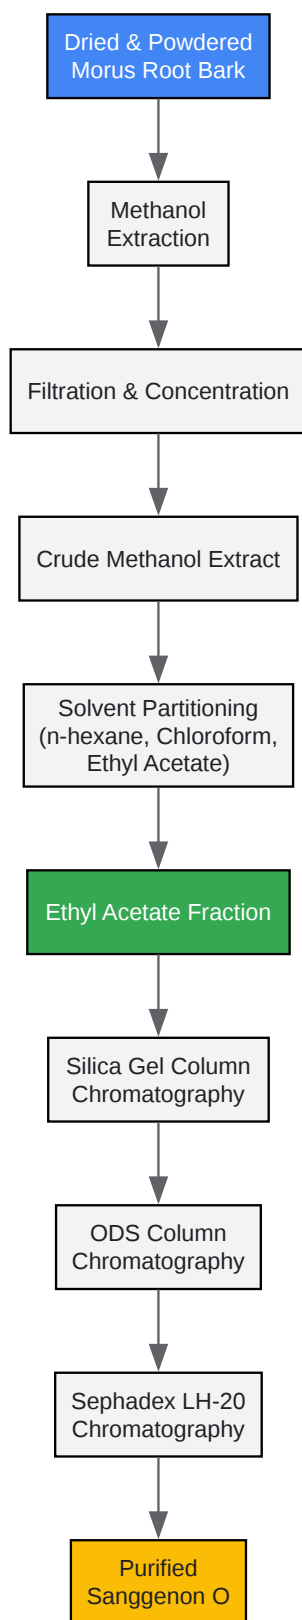 Dried & Powdered
Morus Root Bark
Methanol
Extraction
Filtration & Concentration
Crude Methanol Extract
Solvent Partitioning
(n-hexane, Chloroform,
Ethyl Acetate)
Ethyl Acetate Fraction
Silica Gel Column
Chromatography
ODS Column
Chromatography
Sephadex LH-20
Chromatography
Purified
Sanggenon O